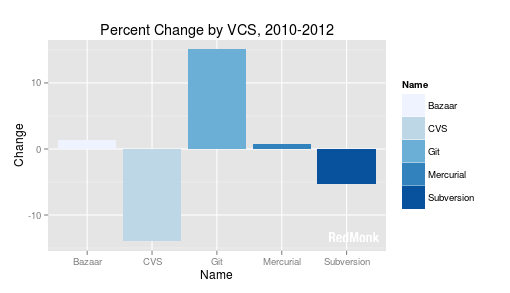 Percent Change by VCS, 2010-2012
Change
10
0
-10
Bazaar CVS Git Mercurial Subversion
Name
RedMonk
Name
Bazaar
CVS
Git
Mercurial
Subversion